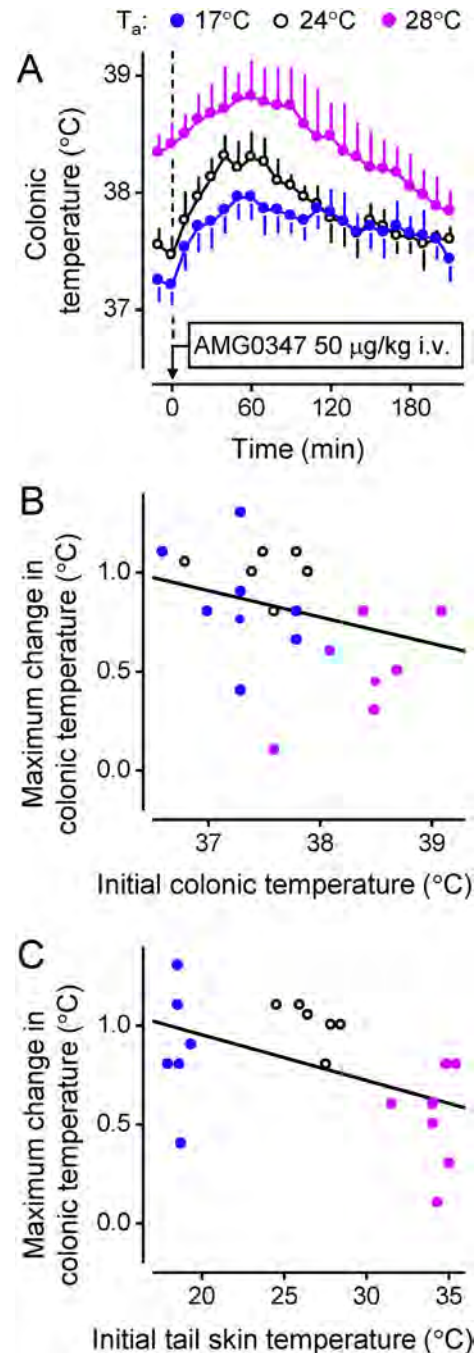 Ta: 17°C 24°C 28°C
A
39
38
37
Colonic
temperature (°C)
AMG0347 50 µg/kg i.v.
0 60 120 180
Time (min)
B
1.0
0.5
0.0
Maximum change in
colonic temperature (°C)
37 38 39
Initial colonic temperature (°C)
C
1.0
0.5
0.0
Maximum change in
colonic temperature (°C)
20 25 30 35
Initial tail skin temperature (°C)